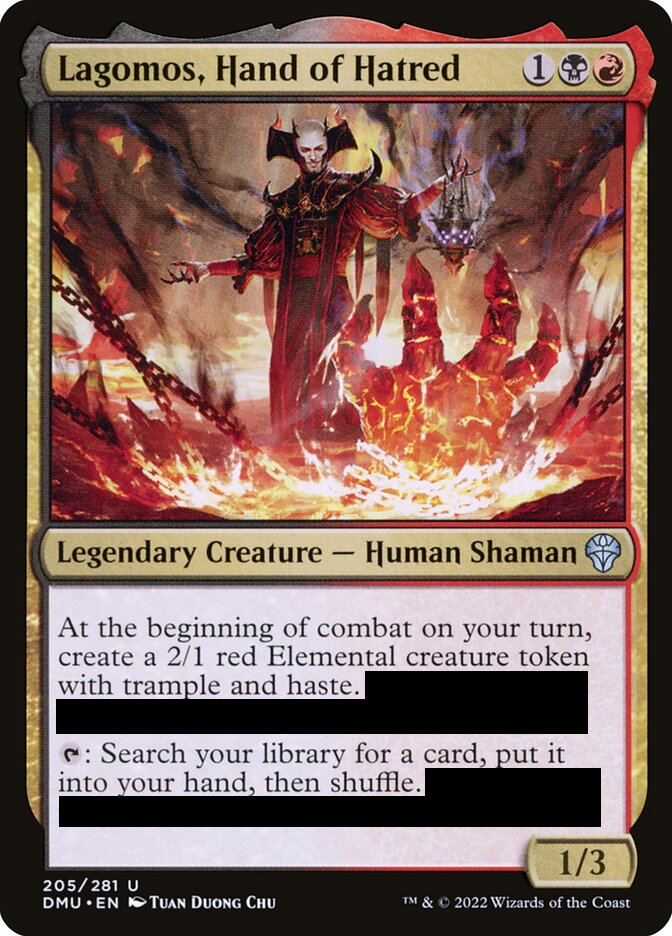 Lagomos, Hand of Hatred 1
Legendary Creature — Human Shaman
At the beginning of combat on your turn,
create a 2/1 red Elemental creature token
with trample and haste.
: Search your library for a card, put it
into your hand, then shuffle.
1/3
205/281 U
DMU • EN Tuan Duong Chu
™ & © 2022 Wizards of the Coast